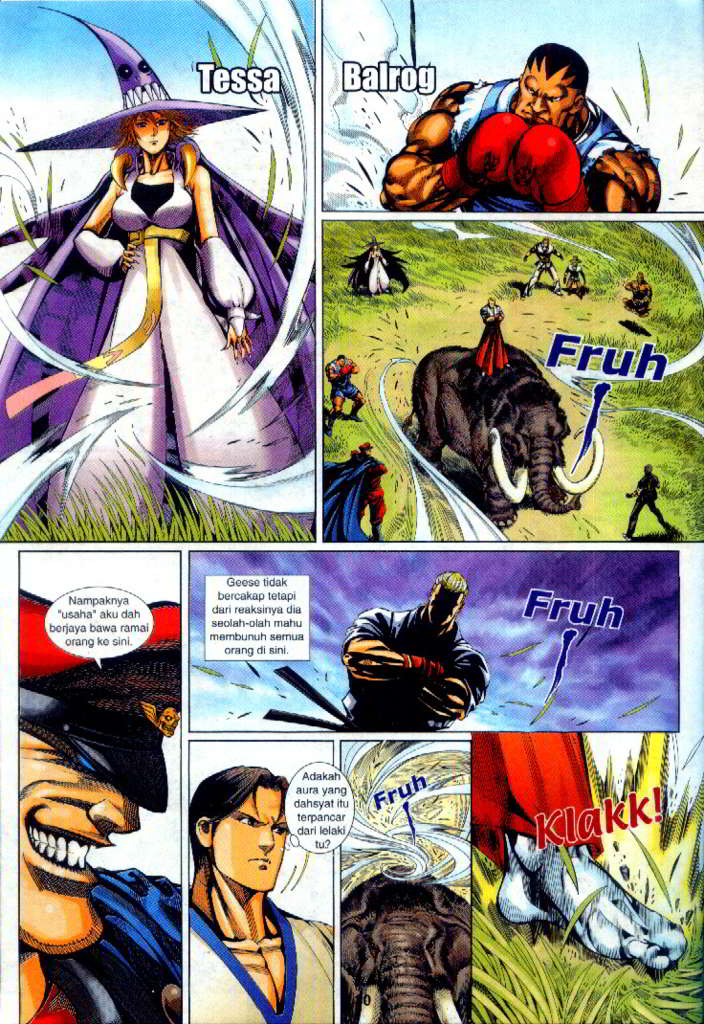 Tessa
Balrog
Fruh
Nampaknya
"usaha" aku dah
berjaya bawa ramai
orang ke sini.
Geese tidak
bercakap tetapi
dari reaksinya dia
seolah-olah mahu
membunuh semua
orang di sini.
Fruh
Adakah
aura yang
dahsyat itu
terpancar
dari lelaki
tu?
Fruh
Klakk!